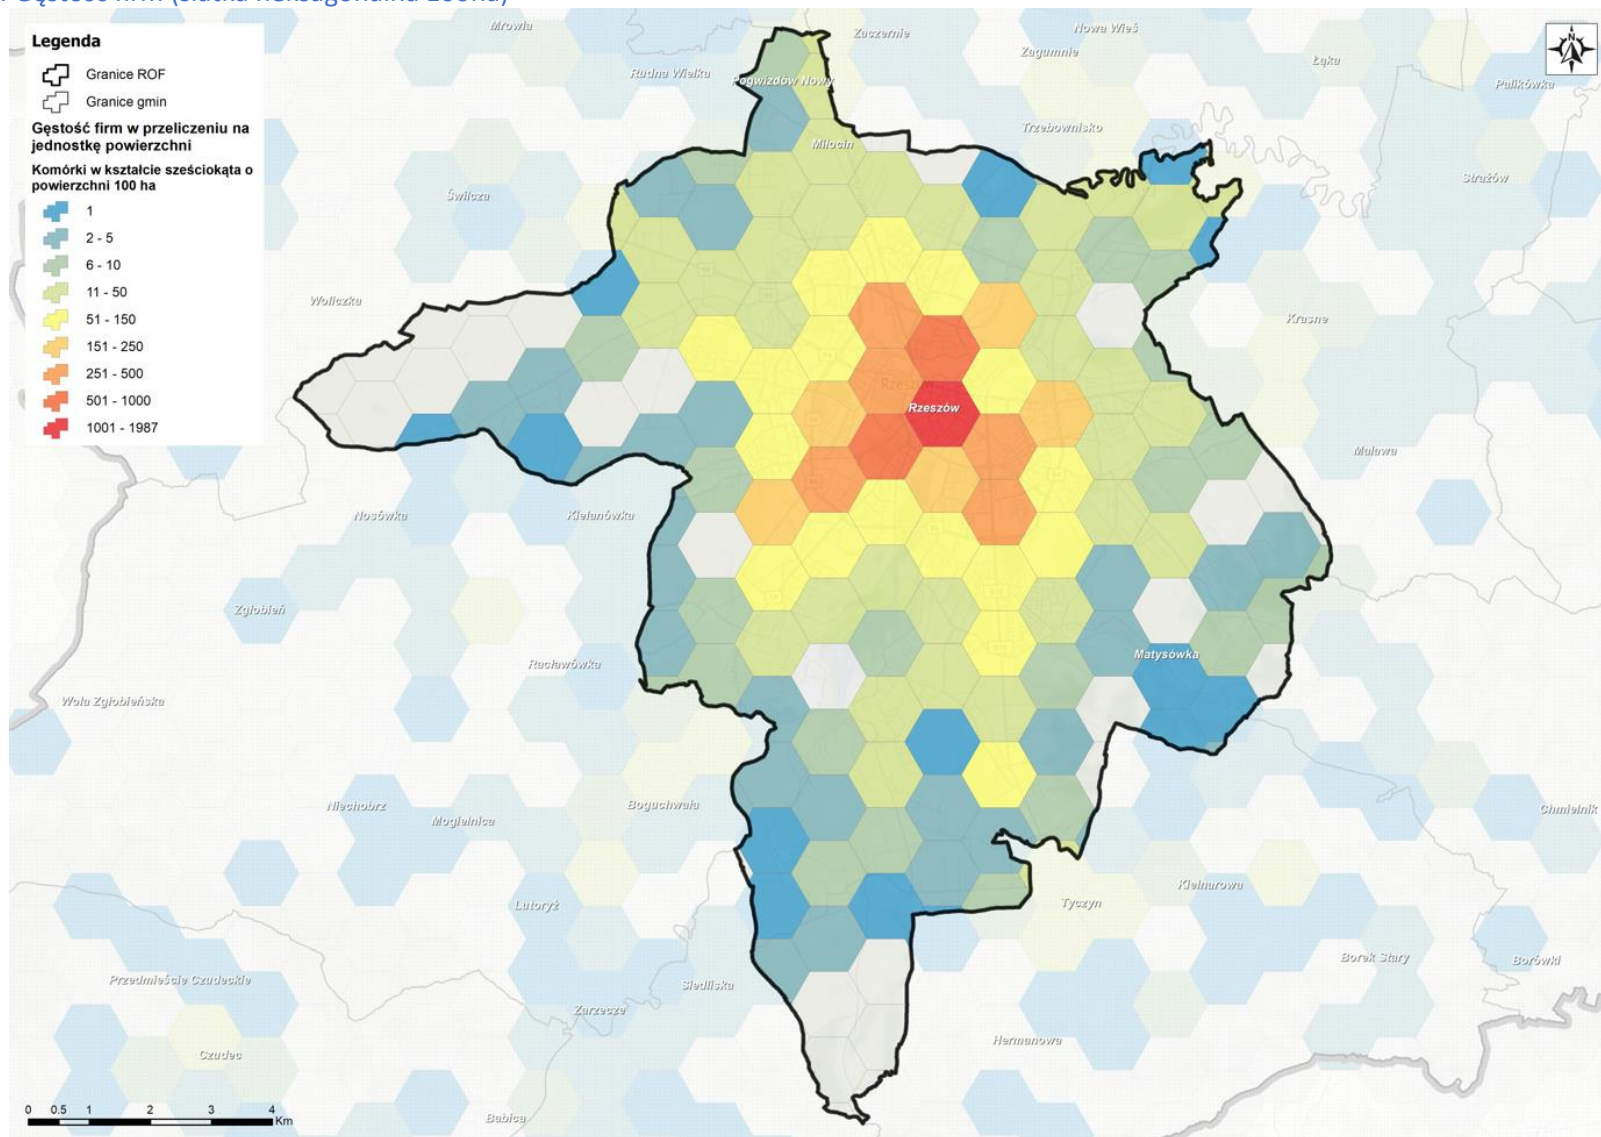 Gęstość firm (siatka heksagonalna 100ha)
Legenda
Granice ROF
Granice gmin
Gęstość firm w przeliczeniu na
jednostkę powierzchni
Komórki w kształcie sześciokąta o
powierzchni 100 ha
1
2 - 5
6 - 10
11 - 50
51 - 150
151 - 250
251 - 500
501 - 1000
1001 - 1987
N
Mrowla
Zaczernie
Nowa Wieś
Zagumnie
Łąka
Rudna Wielka
Pogwizdów Nowy
Palikówka
Trzebownisko
Miłocin
Świlcza
Strażów
Woliczka
Krasne
Rzeszów
Rzeszów
Malawa
Nosówka
Kielanówka
Zgłobień
Racławówka
Matysówka
Wola Zgłobieńska
Niechobrz
Boguchwała
Mogielnica
Chmielnik
Kielnarowa
Lutoryż
Tyczyn
Przedmieście Czudeckie
Siedliska
Borek Stary
Borówki
Zarzecze
Hermanowa
Czudec
Babica
0 0.5 1 2 3 4
Km